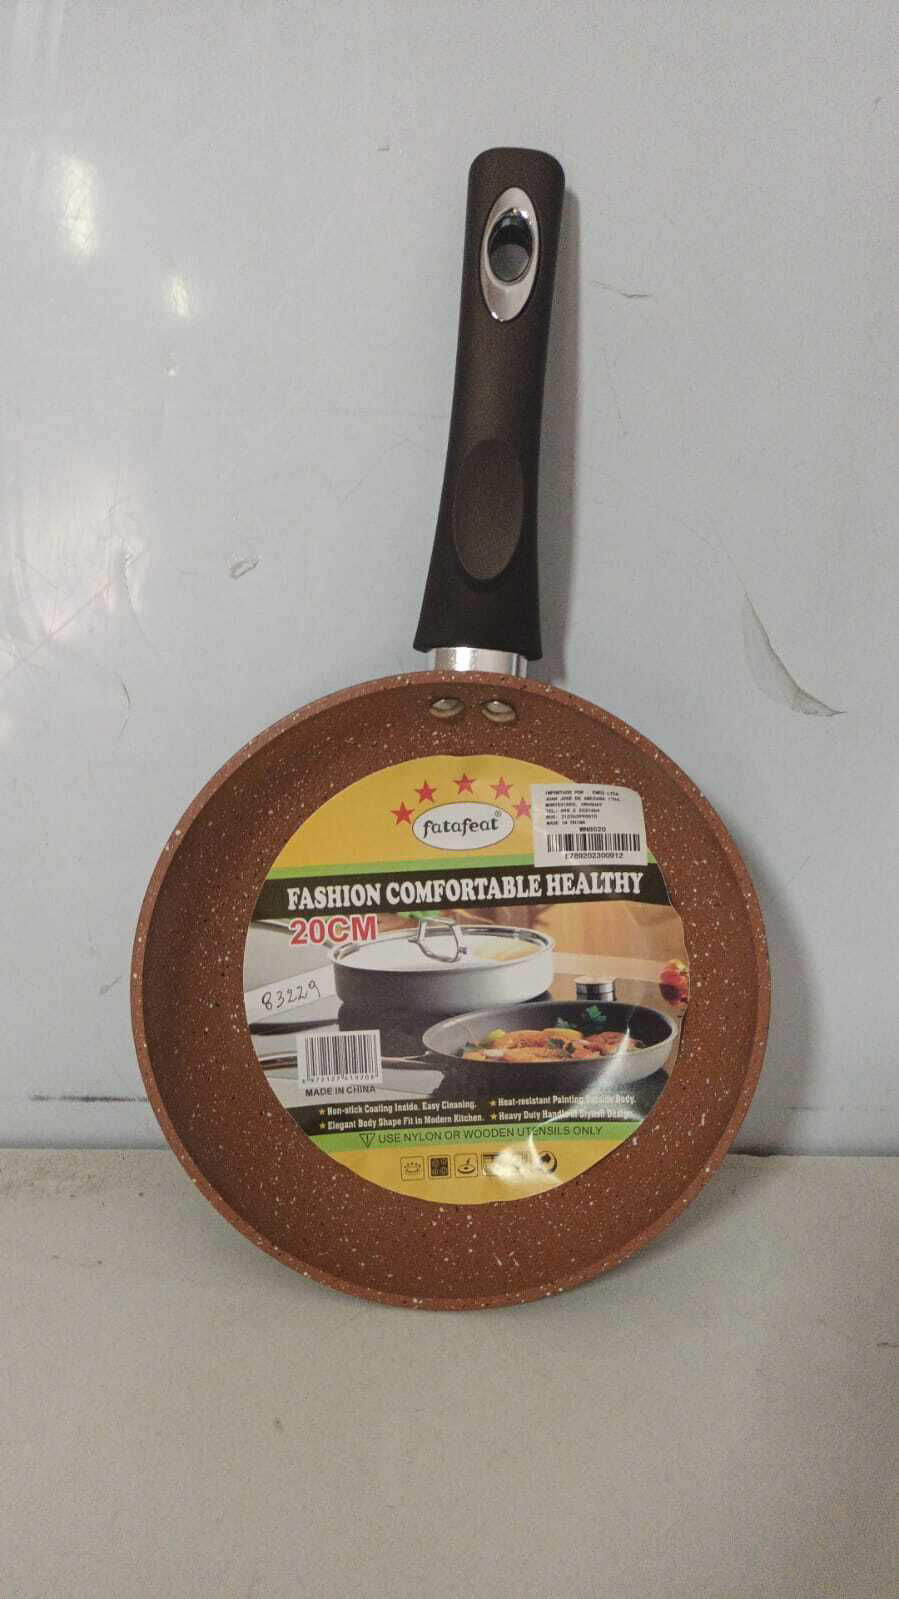 fatafeat®
MADE IN CHINA
WN8020
E789202300912
FASHION COMFORTABLE HEALTHY
20CM
83229
MADE IN CHINA
★ Non-stick Coating Inside. Easy Cleaning.
★ Heat-resistant Painting Outside Body.
★ Elegant Body Shape Fit in Modern Kitchen.
★ Heavy Duty Handle of Stylish Design.
USE NYLON OR WOODEN UTENSILS ONLY